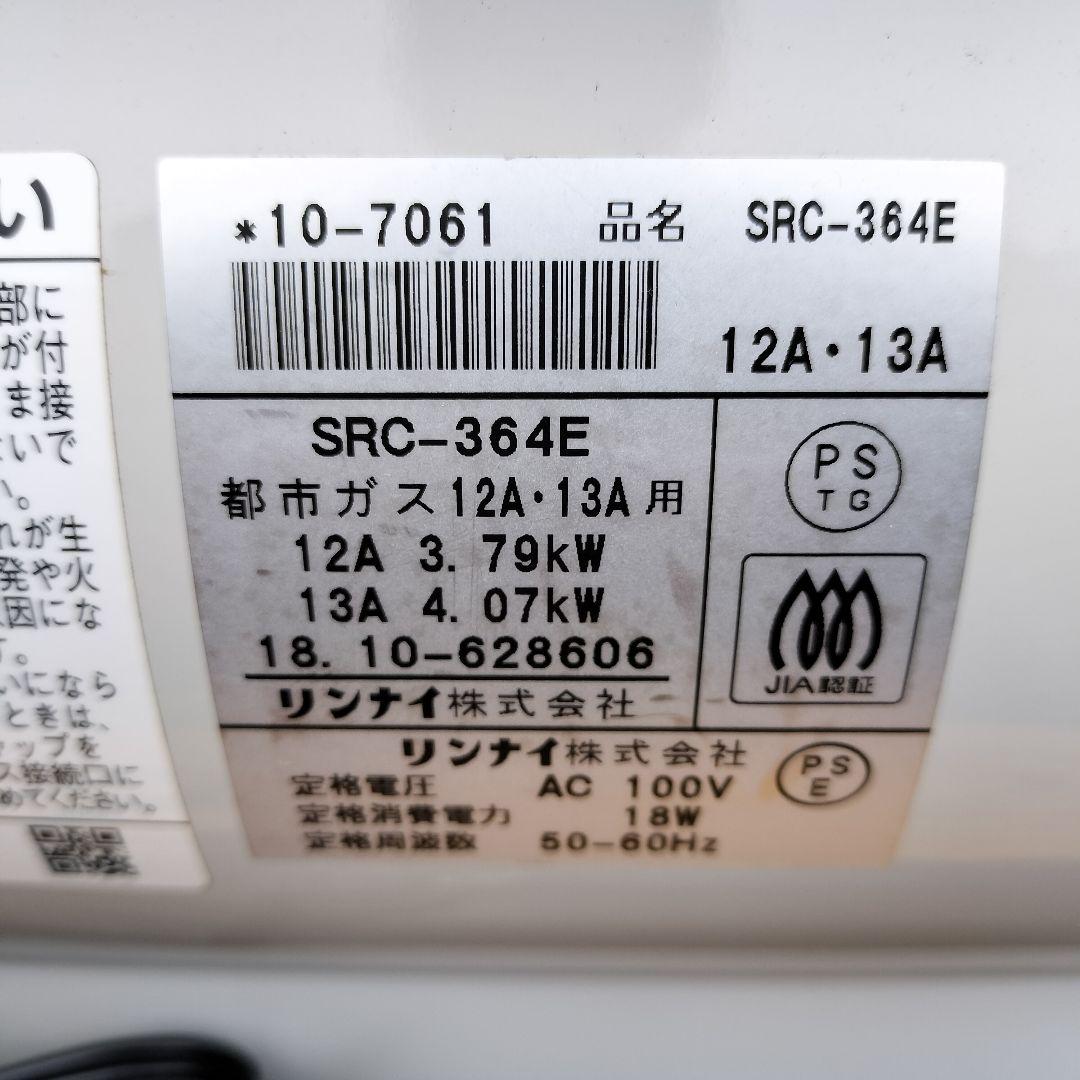 い
部に
が付
ま接
いで
い。
れが生
発や火
因にな
す。
いになら
ときは、
ャップを
ス接続口に
めてください。
*10-7061 品名 SRC-364E
12A・13A
SRC-364E
都市ガス12A・13A用
12A 3.79kW
13A 4.07kW
18.10-628606
リンナイ株式会社
PS
TG
JIA認証
リンナイ株式会社
定格電圧 AC 100V
定格消費電力 18W
定格周波数 50-60Hz
PS
E